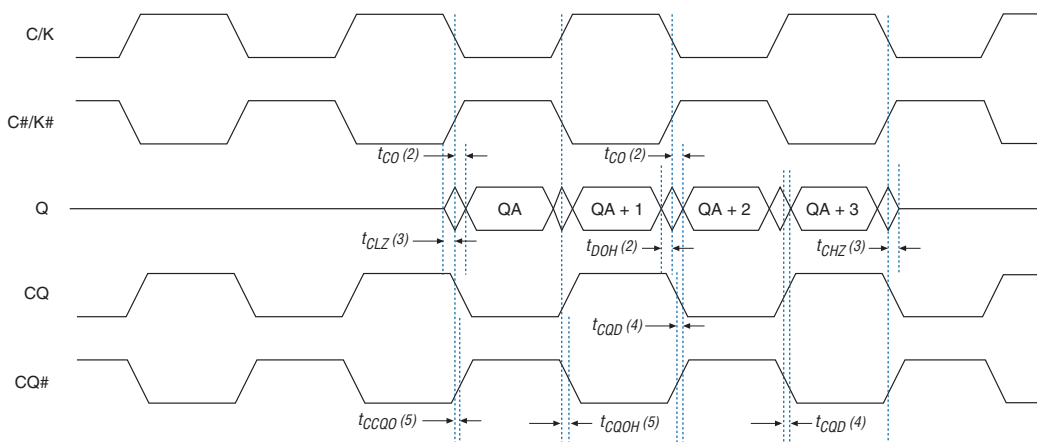 C/K
C#/K#
tCO (2) tCO (2)
Q QA QA + 1 QA + 2 QA + 3
tCLZ (3) tDOH (2) tCHZ (3)
CQ
tCQD (4)
CQ#
tCCQO (5) tCQOH (5) tCQD (4)